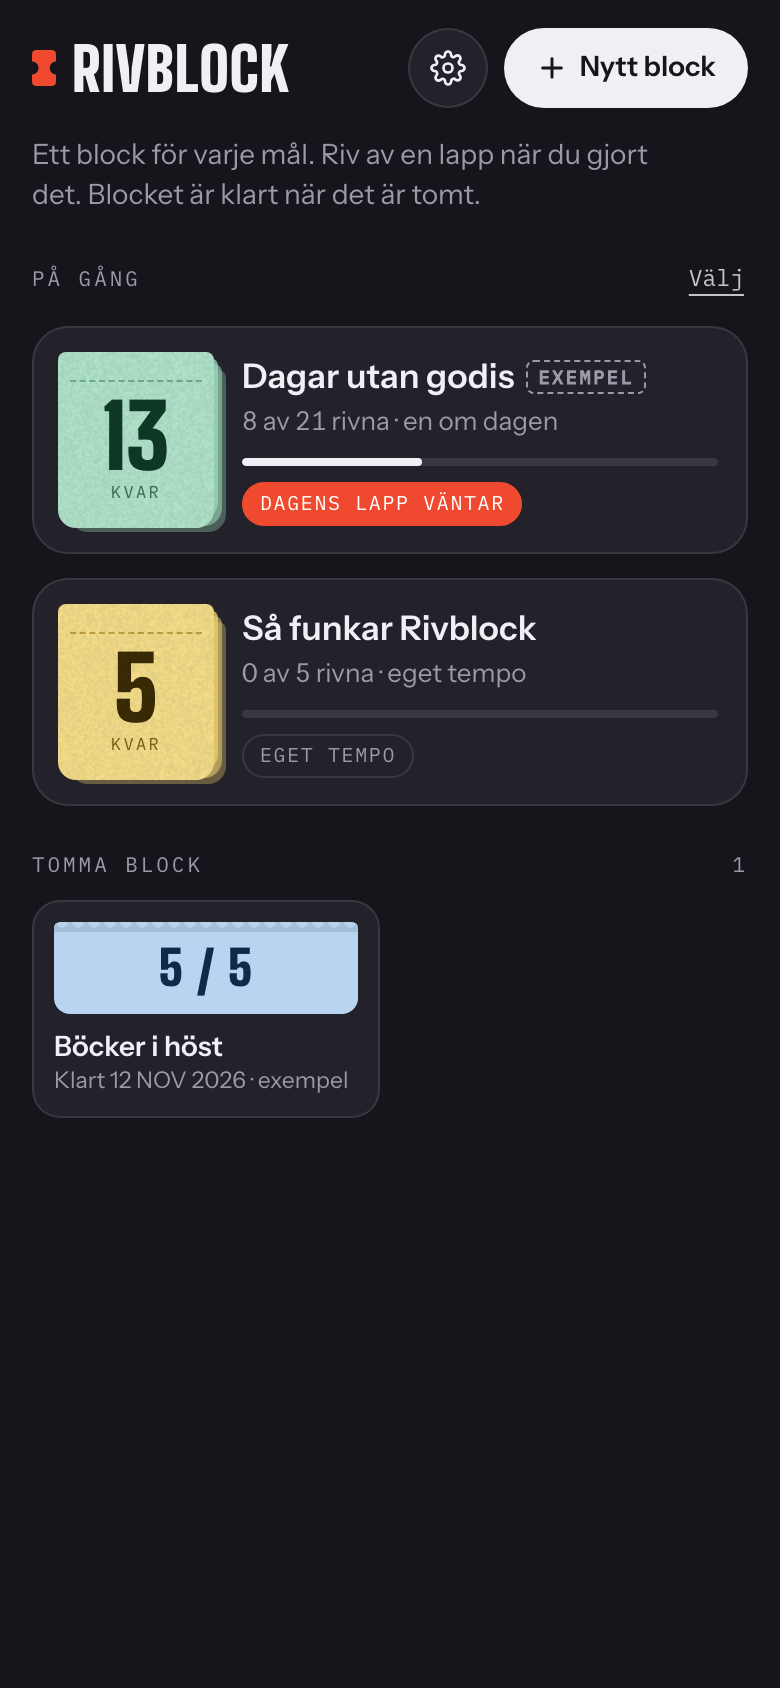 RIVBLOCK
+ Nytt block
Ett block för varje mål. Riv av en lapp när du gjort
det. Blocket är klart när det är tomt.
PÅ GÅNG
Välj
13
KVAR
Dagar utan godis
EXEMPEL
8 av 21 rivna · en om dagen
DAGENS LAPP VÄNTAR
5
KVAR
Så funkar Rivblock
0 av 5 rivna · eget tempo
EGET TEMPO
TOMMA BLOCK
1
5 / 5
Böcker i höst
Klart 12 NOV 2026 · exempel